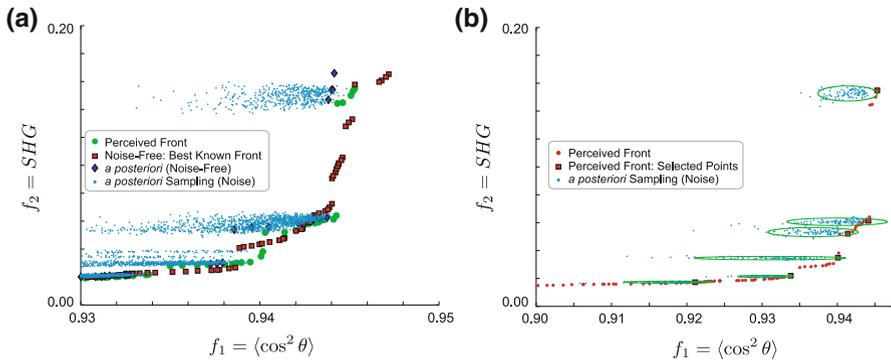 (a)
0.20
f₂ = SHG
0.00
Perceived Front
Noise-Free: Best Known Front
a posteriori (Noise-Free)
a posteriori Sampling (Noise)
0.93
0.94
0.95
f₁ = ⟨cos² θ⟩
(b)
0.20
f₂ = SHG
0.00
Perceived Front
Perceived Front: Selected Points
a posteriori Sampling (Noise)
0.90
0.91
0.92
0.93
0.94
f₁ = ⟨cos² θ⟩